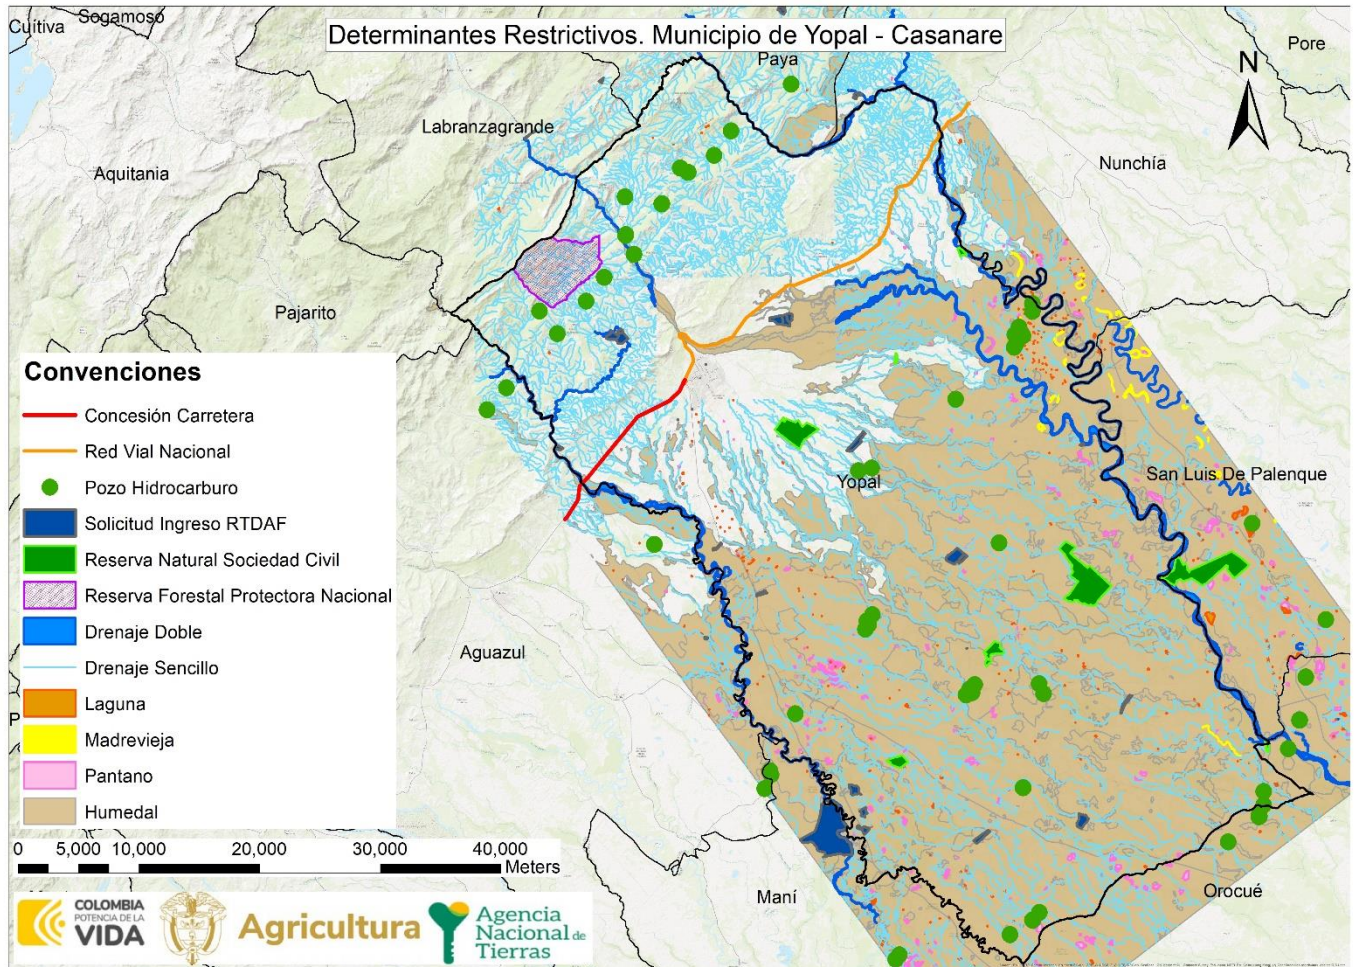 Determinantes Restrictivos. Municipio de Yopal - Casanare
Sogamoso
Cuitiva
Paya
Pore
N
Labranzagrande
Aquitania
Nunchía
Pajarito
Convenciones
Concesión Carretera
Red Vial Nacional
Pozo Hidrocarburo
Solicitud Ingreso RTDAF
Reserva Natural Sociedad Civil
Reserva Forestal Protectora Nacional
Drenaje Doble
Drenaje Sencillo
Laguna
Madrevieja
Pantano
Humedal
Yopal
San Luis De Palenque
Aguazul
P
0 5,000 10,000 20,000 30,000 40,000
Meters
Maní
Orocué
COLOMBIA
POTENCIA DE LA
VIDA
Agricultura
Agencia
Nacional de
Tierras